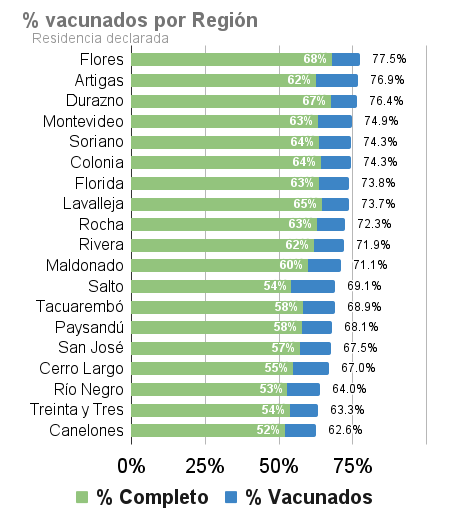 % vacunados por Región
Residencia declarada
Flores 68% 77.5%
Artigas 62% 76.9%
Durazno 67% 76.4%
Montevideo 63% 74.9%
Soriano 64% 74.3%
Colonia 64% 74.3%
Florida 63% 73.8%
Lavalleja 65% 73.7%
Rocha 63% 72.3%
Rivera 62% 71.9%
Maldonado 60% 71.1%
Salto 54% 69.1%
Tacuarembó 58% 68.9%
Paysandú 58% 68.1%
San José 57% 67.5%
Cerro Largo 55% 67.0%
Río Negro 53% 64.0%
Treinta y Tres 54% 63.3%
Canelones 52% 62.6%
0% 25% 50% 75%
% Completo % Vacunados